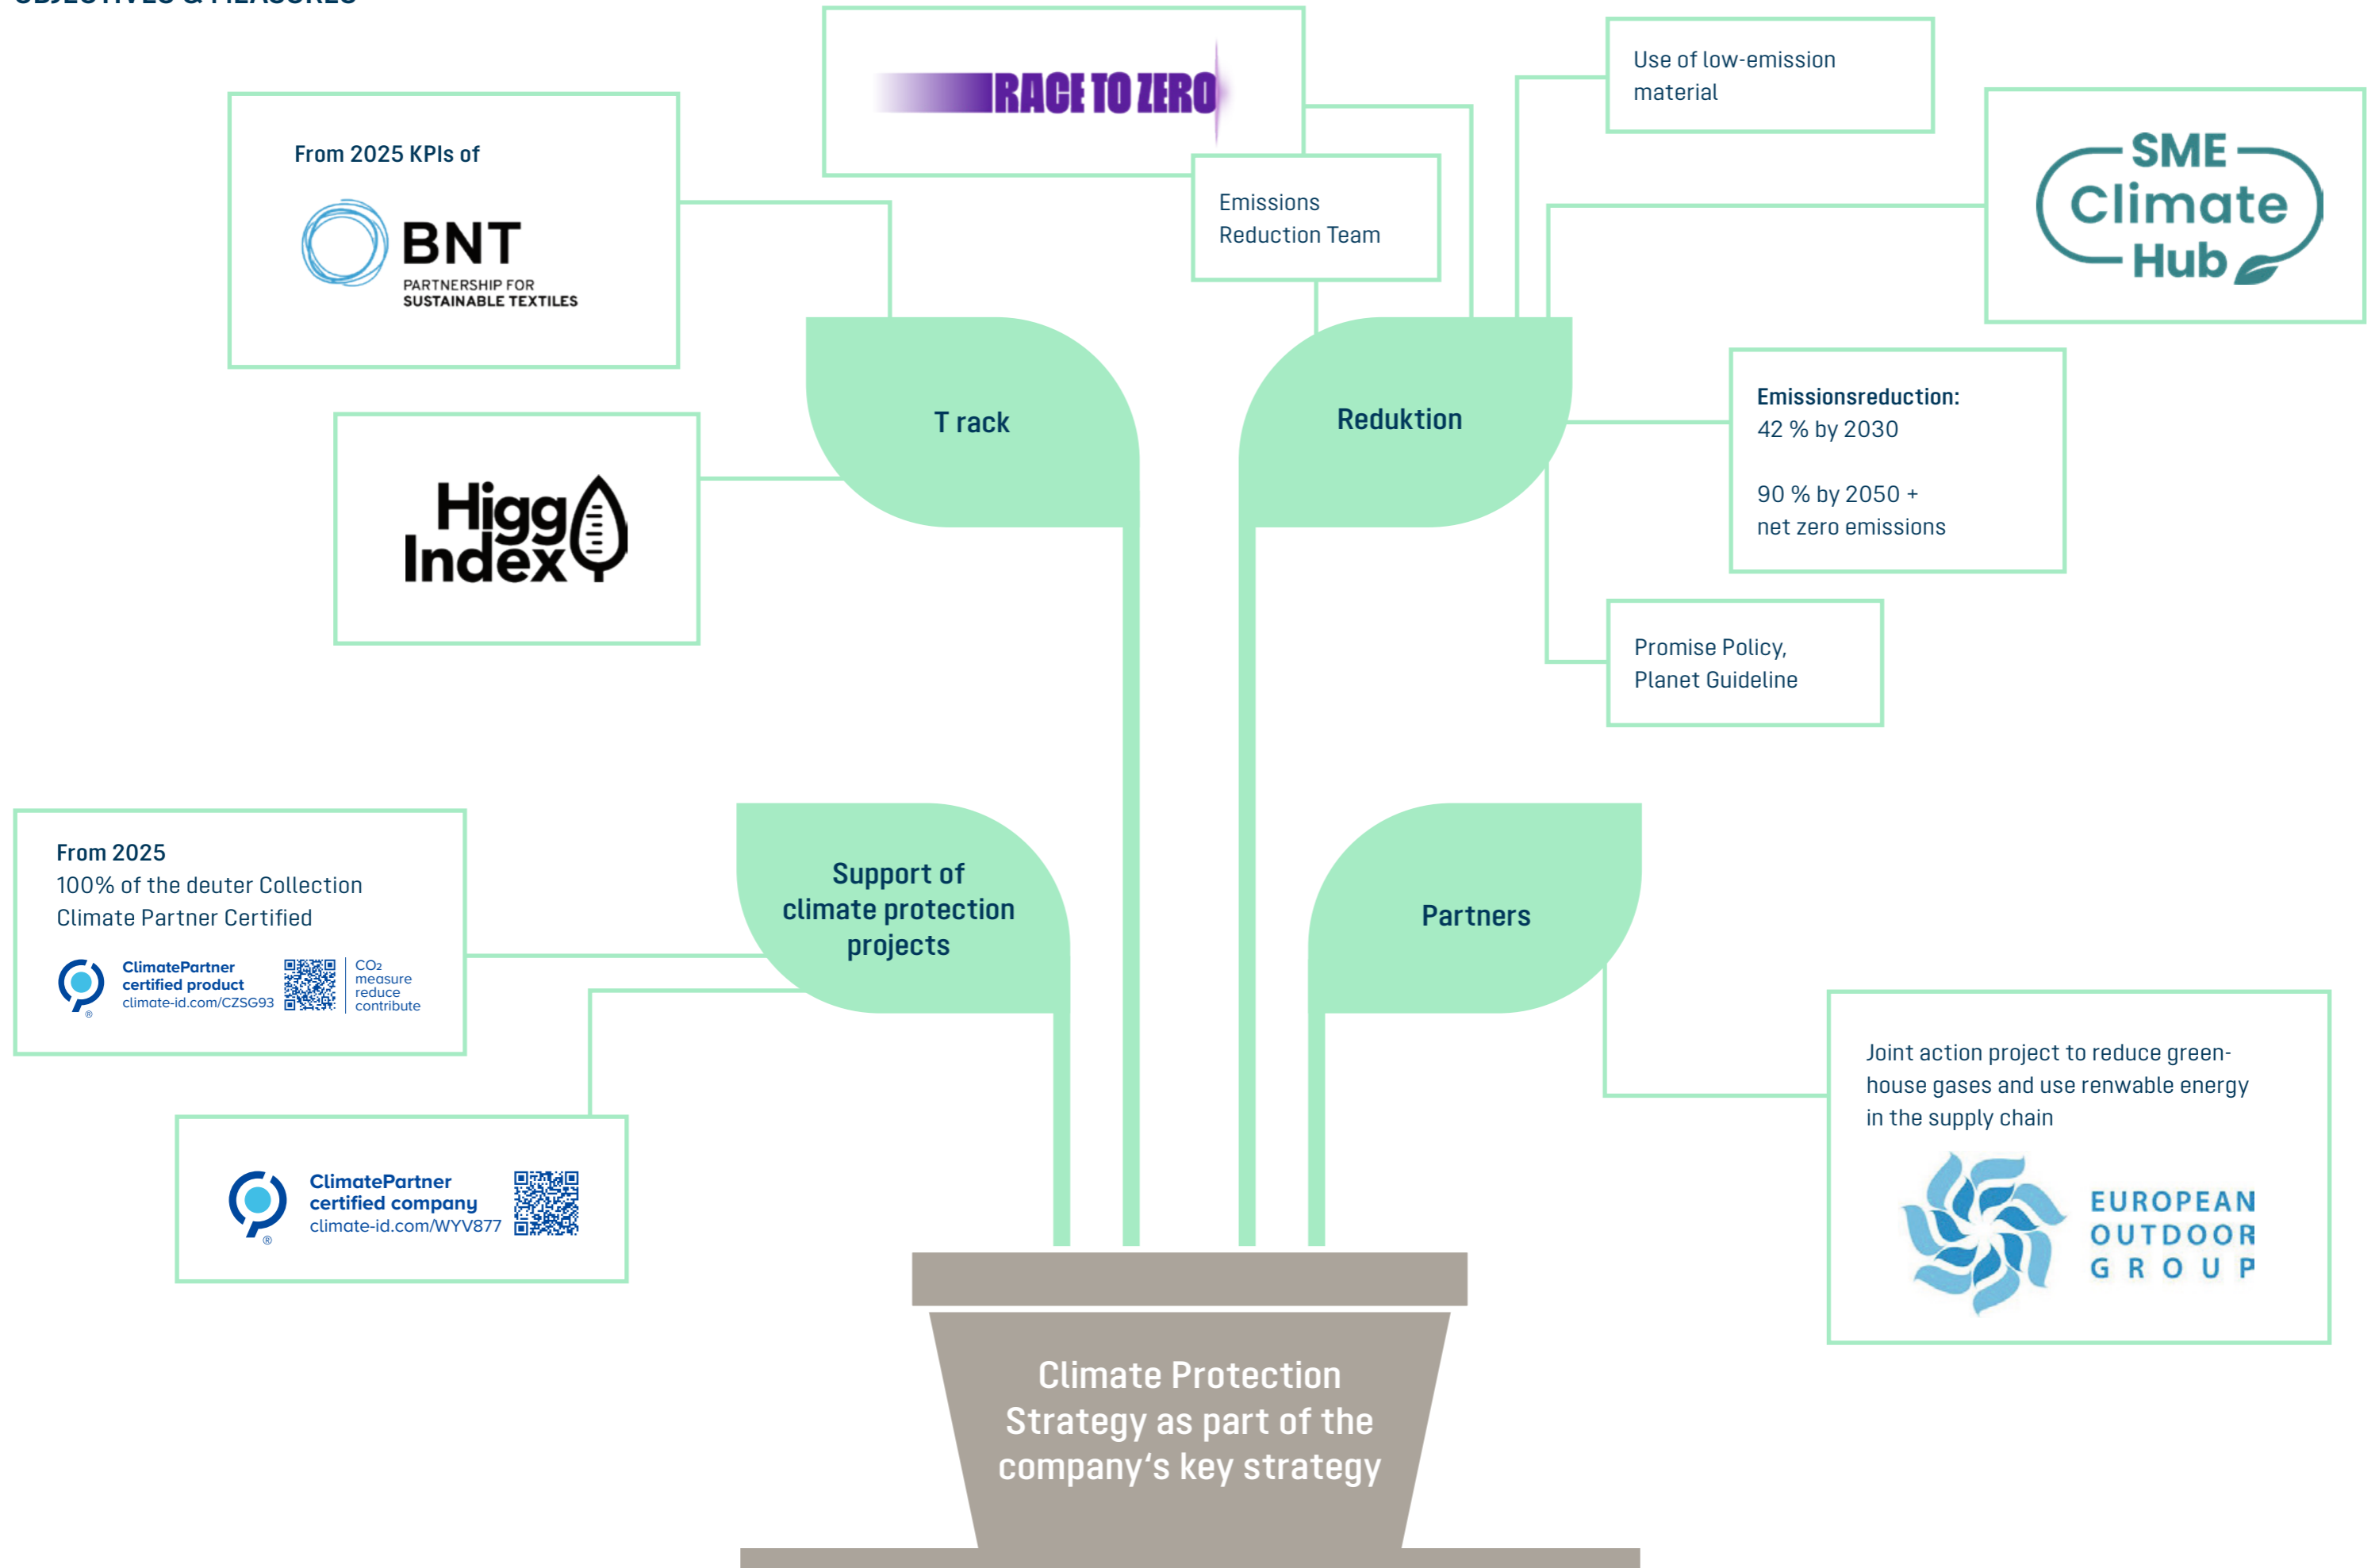 OBJECTIVES & MEASURES
RACE TO ZERO
Use of low-emission
material
From 2025 KPIs of
BNT
PARTNERSHIP FOR
SUSTAINABLE TEXTILES
Emissions
Reduction Team
SME
Climate
Hub
Higg
Index
T rack
Reduktion
Emissionsreduction:
42 % by 2030
90 % by 2050 +
net zero emissions
Promise Policy,
Planet Guideline
From 2025
100% of the deuter Collection
Climate Partner Certified
ClimatePartner
certified product
climate-id.com/CZSG93
®
CO₂
measure
reduce
contribute
Support of
climate protection
projects
Partners
ClimatePartner
certified company
climate-id.com/WYV877
®
Joint action project to reduce green-
house gases and use renwable energy
in the supply chain
EUROPEAN
OUTDOOR
GROUP
Climate Protection
Strategy as part of the
company‘s key strategy